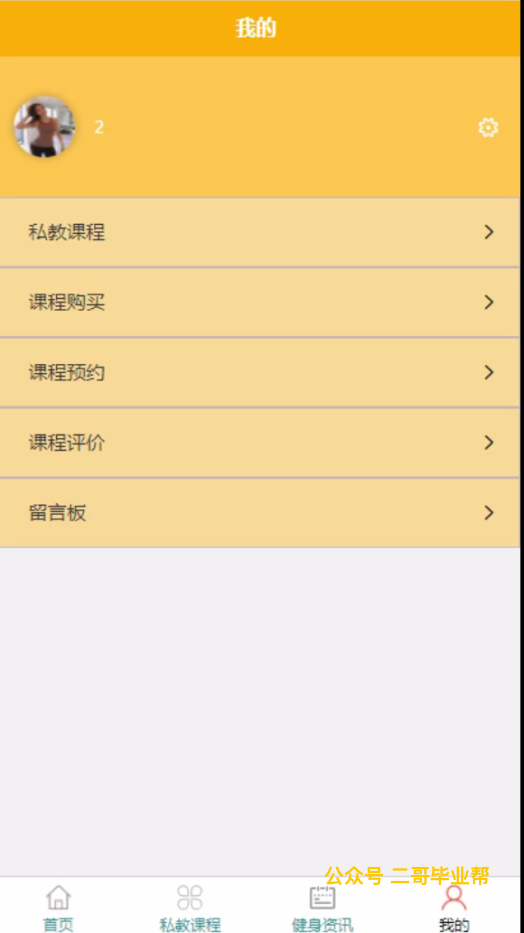 我的
2
私教课程
课程购买
课程预约
课程评价
留言板
公众号 二哥毕业帮
首页
私教课程
健身资讯
我的